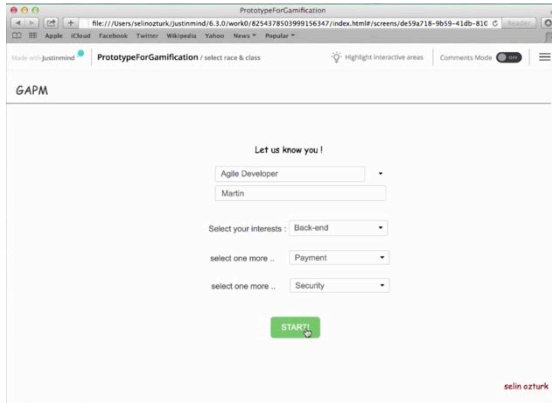 PrototypeForGamification
file:///Users/selinozturk/Justinmind/6.3.0/work0/8254378503999156347/index.html#/screens/de59a718-9b59-41db-810 Reader
Apple iCloud Facebook Twitter Wikipedia Yahoo News Popular
Made with Justinmind PrototypeForGamification / select race & class Highlight interactive areas Comments Mode OFF
GAPM
Let us know you !
Agile Developer
Martin
Select your interests : Back-end
select one more .. Payment
select one more .. Security
START!
selin ozturk